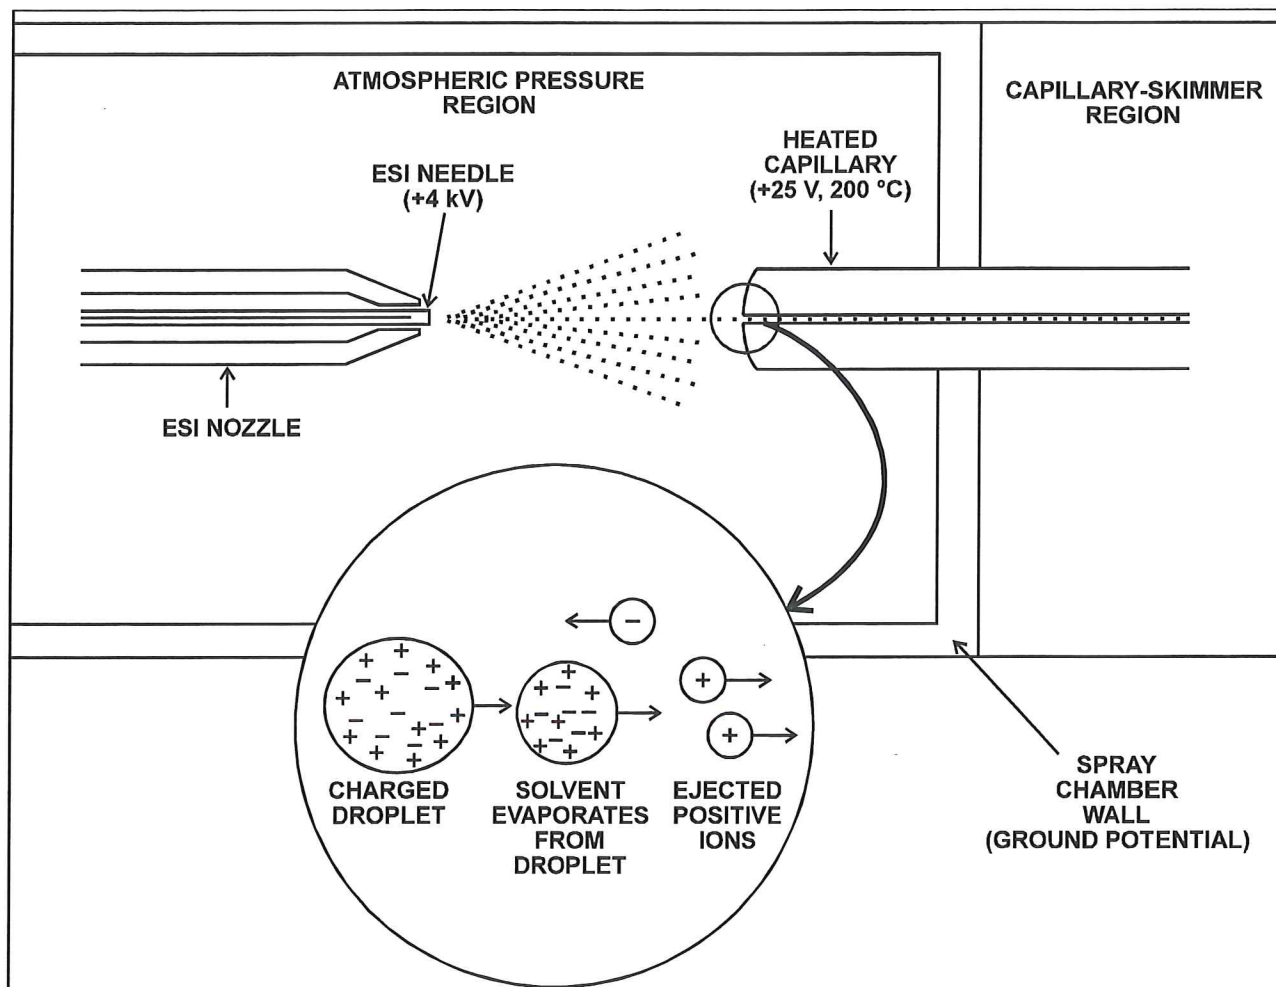 ATMOSPHERIC PRESSURE
REGION
CAPILLARY-SKIMMER
REGION
HEATED
CAPILLARY
(+25 V, 200 °C)
ESI NEEDLE
(+4 kV)
ESI NOZZLE
CHARGED
DROPLET
SOLVENT
EVAPORATES
FROM
DROPLET
EJECTED
POSITIVE
IONS
SPRAY
CHAMBER
WALL
(GROUND POTENTIAL)